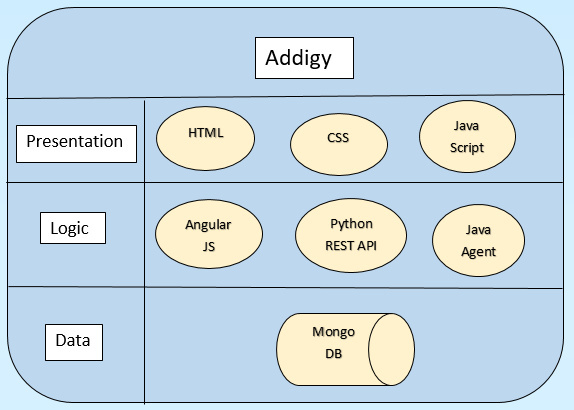 Addigy
Presentation
HTML
CSS
Java
Script
Logic
Angular
JS
Python
REST API
Java
Agent
Data
Mongo
DB